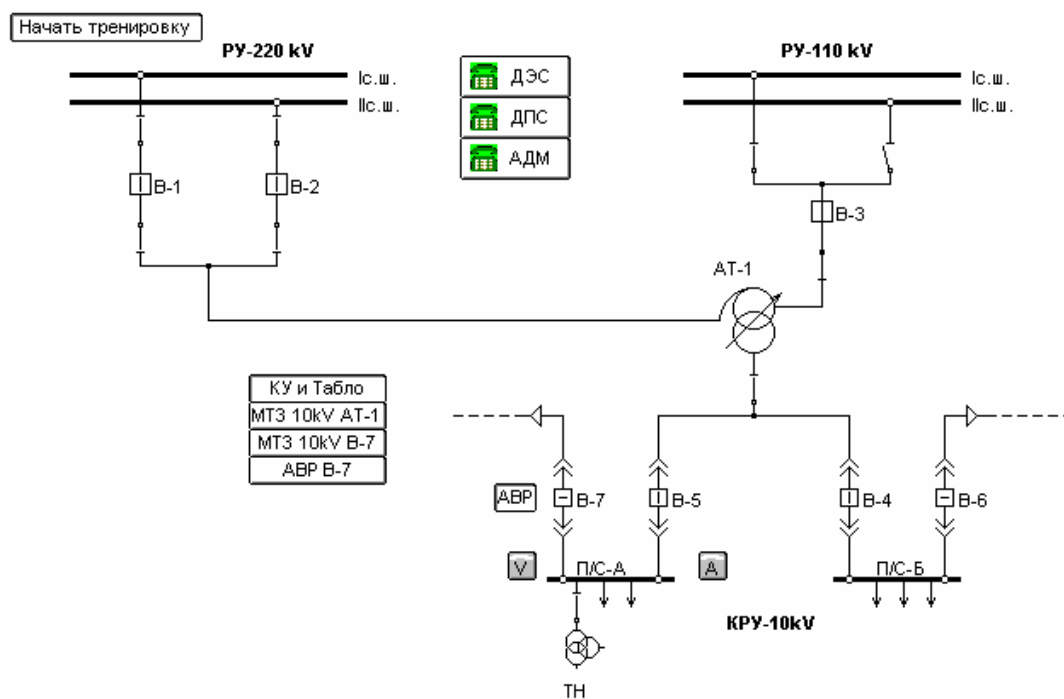 Начать тренировку
РУ-220 kV
РУ-110 kV
Iс.ш.
IIс.ш.
ДЭС
ДПС
АДМ
Iс.ш.
IIс.ш.
В-1
В-2
В-3
АТ-1
КУ и Табло
МТЗ 10kV АТ-1
МТЗ 10kV В-7
АВР В-7
АВР
В-7
В-5
В-4
В-6
V
П/С-А
А
П/С-Б
КРУ-10kV
ТН